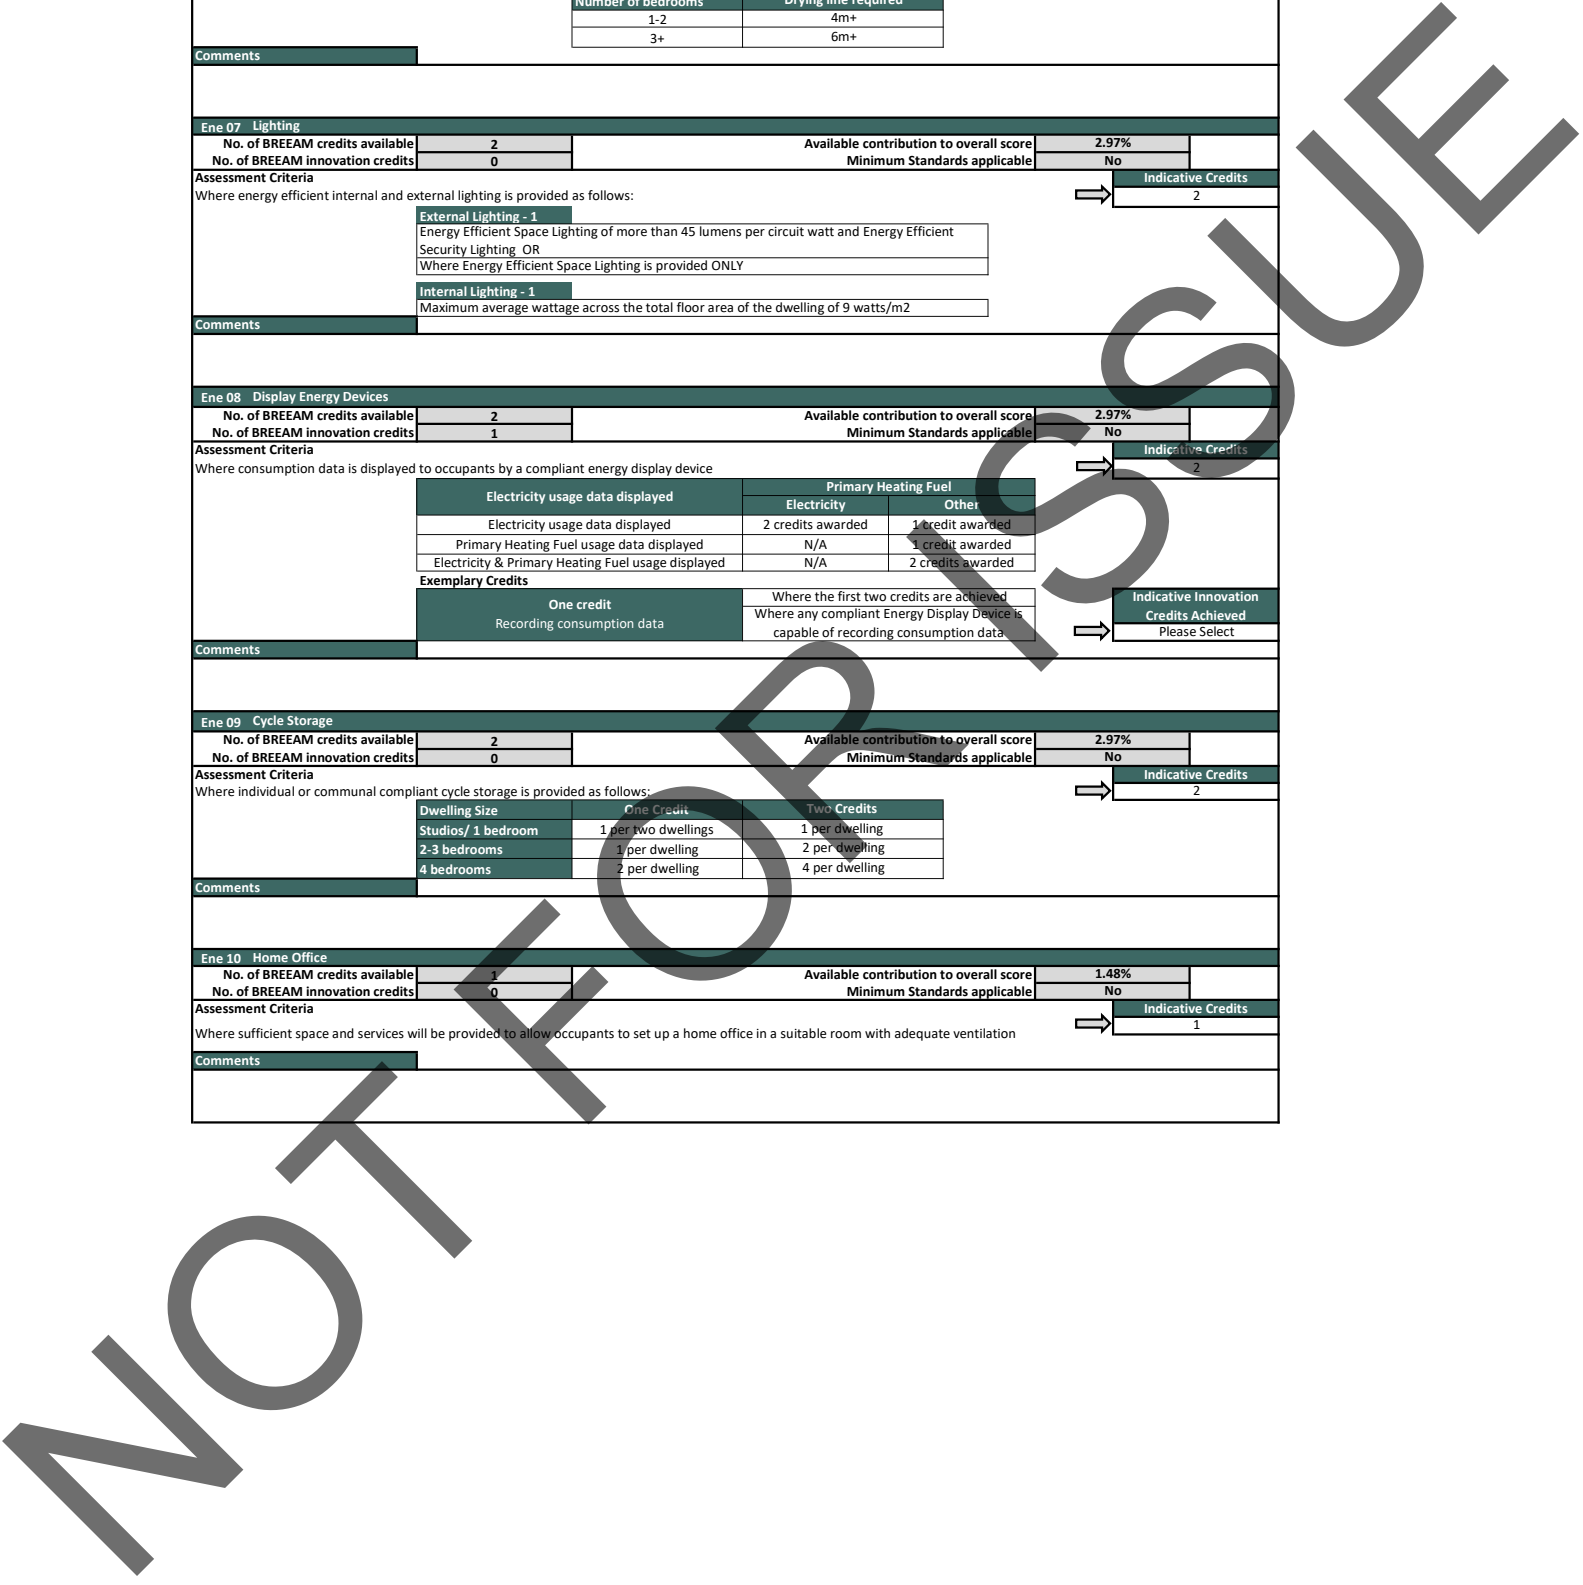 Number of bedrooms Drying line required
1-2 4m+
3+ 6m+
Comments
Ene 07 Lighting
No. of BREEAM credits available 2 Available contribution to overall score 2.97%
No. of BREEAM innovation credits 0 Minimum Standards applicable No
Assessment Criteria Indicative Credits
Where energy efficient internal and external lighting is provided as follows: 2
External Lighting - 1
Energy Efficient Space Lighting of more than 45 lumens per circuit watt and Energy Efficient
Security Lighting OR
Where Energy Efficient Space Lighting is provided ONLY
Internal Lighting - 1
Maximum average wattage across the total floor area of the dwelling of 9 watts/m2
Comments
Ene 08 Display Energy Devices
No. of BREEAM credits available 2 Available contribution to overall score 2.97%
No. of BREEAM innovation credits 1 Minimum Standards applicable No
Assessment Criteria Indicative Credits
Where consumption data is displayed to occupants by a compliant energy display device 2
Electricity usage data displayed Primary Heating Fuel
Electricity Other
Electricity usage data displayed 2 credits awarded 1 credit awarded
Primary Heating Fuel usage data displayed N/A 1 credit awarded
Electricity & Primary Heating Fuel usage displayed N/A 2 credits awarded
Exemplary Credits
One credit
Recording consumption data
Where the first two credits are achieved
Where any compliant Energy Display Device is
capable of recording consumption data
Indicative Innovation
Credits Achieved
Please Select
Comments
Ene 09 Cycle Storage
No. of BREEAM credits available 2 Available contribution to overall score 2.97%
No. of BREEAM innovation credits 0 Minimum Standards applicable No
Assessment Criteria Indicative Credits
Where individual or communal compliant cycle storage is provided as follows: 2
Dwelling Size One Credit Two Credits
Studios/ 1 bedroom 1 per two dwellings 1 per dwelling
2-3 bedrooms 1 per dwelling 2 per dwelling
4 bedrooms 2 per dwelling 4 per dwelling
Comments
Ene 10 Home Office
No. of BREEAM credits available 1 Available contribution to overall score 1.48%
No. of BREEAM innovation credits 0 Minimum Standards applicable No
Assessment Criteria Indicative Credits
Where sufficient space and services will be provided to allow occupants to set up a home office in a suitable room with adequate ventilation 1
Comments
NOT FOR ISSUE